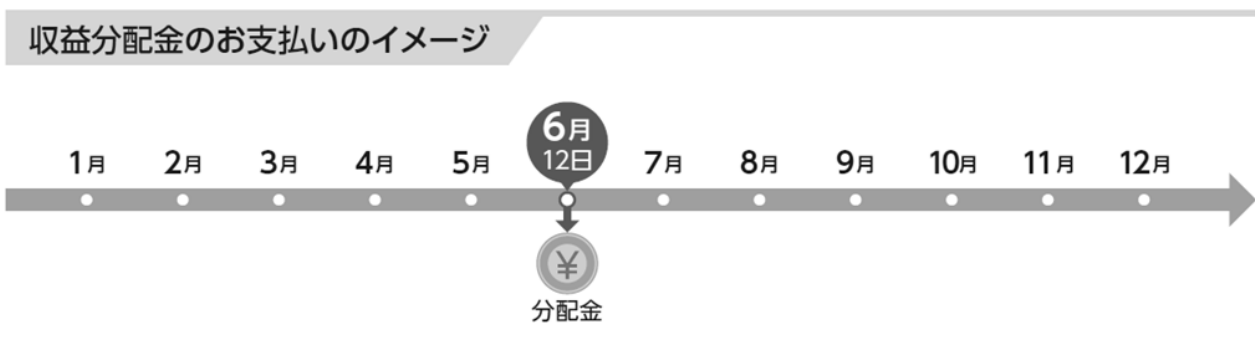 収益分配金のお支払いのイメージ
1月 2月 3月 4月 5月 6月 7月 8月 9月 10月 11月 12月
12日
¥
分配金